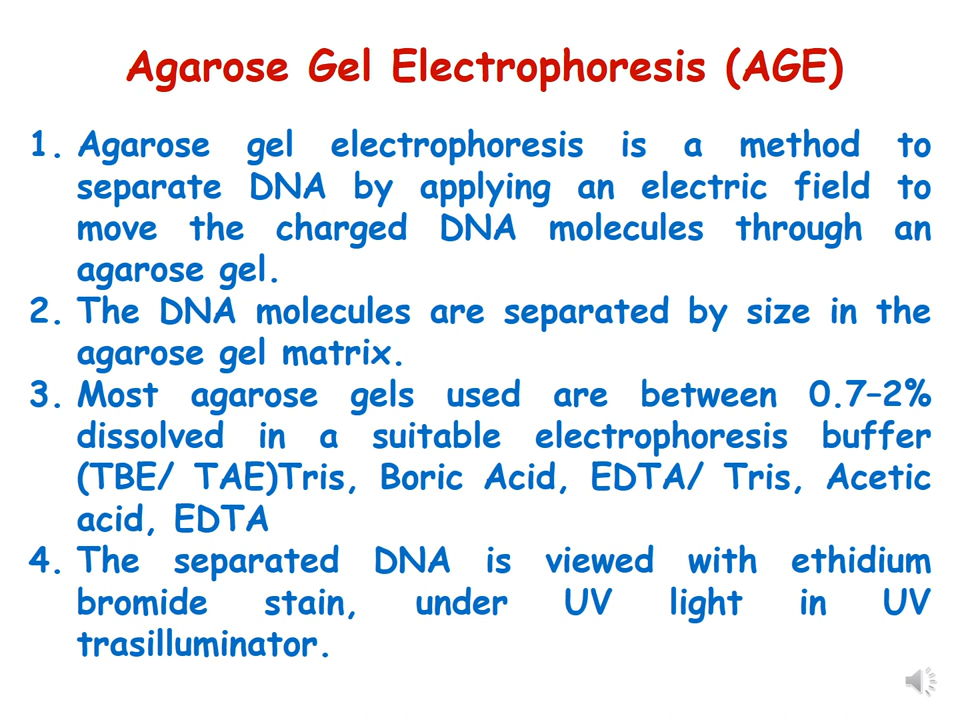 Agarose Gel Electrophoresis (AGE)
1. Agarose gel electrophoresis is a method to
separate DNA by applying an electric field to
move the charged DNA molecules through an
agarose gel.
2. The DNA molecules are separated by size in the
agarose gel matrix.
3. Most agarose gels used are between 0.7–2%
dissolved in a suitable electrophoresis buffer
(TBE/ TAE)Tris, Boric Acid, EDTA/ Tris, Acetic
acid, EDTA
4. The separated DNA is viewed with ethidium
bromide stain, under UV light in UV
trasilluminator.